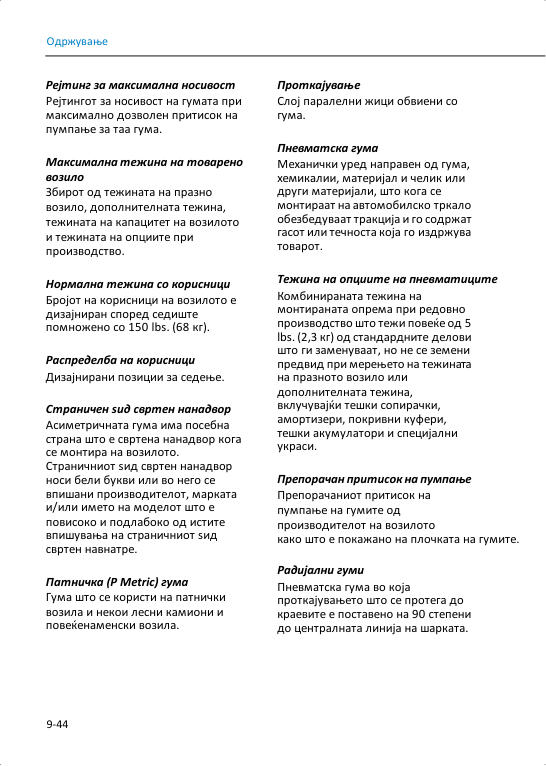 Одржување
Рејтинг за максимална носивост
Рејтингот за носивост на гумата при
максимално дозволен притисок на
пумпање за таа гума.
Максимална тежина на товарено
возило
Збирот од тежината на празно
возило, дополнителната тежина,
тежината на капацитет на возилото
и тежината на опциите при
производство.
Нормална тежина со корисници
Бројот на корисници на возилото е
дизајниран според седиште
помножено со 150 lbs. (68 кг).
Распределба на корисници
Дизајнирани позиции за седење.
Страничен ѕид свртен нанадвор
Асиметричната гума има посебна
страна што е свртена нанадвор кога
се монтира на возилото.
Страничниот ѕид свртен нанадвор
носи бели букви или во него се
впишани производителот, марката
и/или името на моделот што е
повисоко и подлабоко од истите
впишувања на страничниот ѕид
свртен навнатре.
Патничка (P Metric) гума
Гума што се користи на патнички
возила и некои лесни камиони и
повеќенаменски возила.
Проткајување
Слој паралелни жици обвиени со
гума.
Пневматска гума
Механички уред направен од гума,
хемикалии, материјал и челик или
други материјали, што кога се
монтираат на автомобилско тркало
обезбедуваат тракција и го содржат
гасот или течноста која го издржува
товарот.
Тежина на опциите на пневматиците
Комбинираната тежина на
монтираната опрема при редовно
производство што тежи повеќе од 5
lbs. (2,3 кг) од стандардните делови
што ги заменуваат, но не се земени
предвид при мерењето на тежината
на празното возило или
дополнителната тежина,
вклучувајќи тешки сопирачки,
амортизери, покривни куфери,
тешки акумулатори и специјални
украси.
Препорачан притисок на пумпање
Препорачаниот притисок на
пумпање на гумите од
производителот на возилото
како што е покажано на плочката на гумите.
Радијални гуми
Пневматска гума во која
проткајувањето што се протега до
краевите е поставено на 90 степени
до централната линија на шарката.
9-44